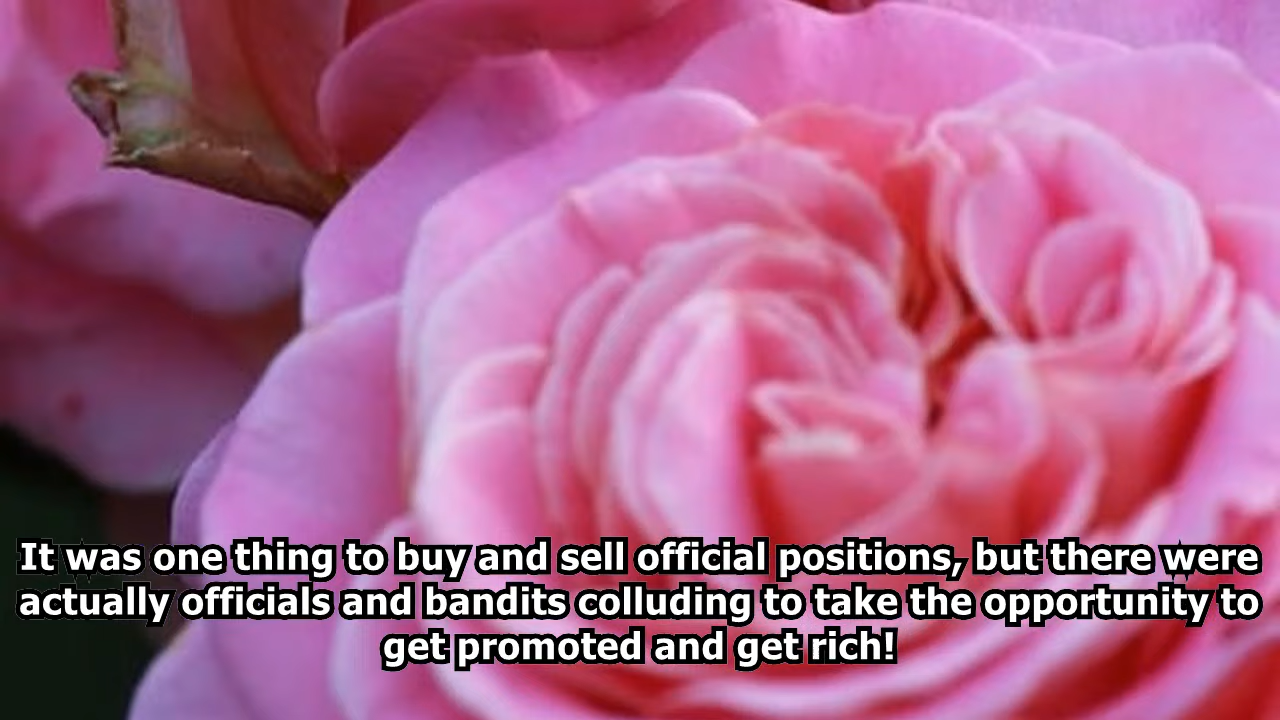 It was one thing to buy and sell official positions, but there were
actually officials and bandits colluding to take the opportunity to
get promoted and get rich!